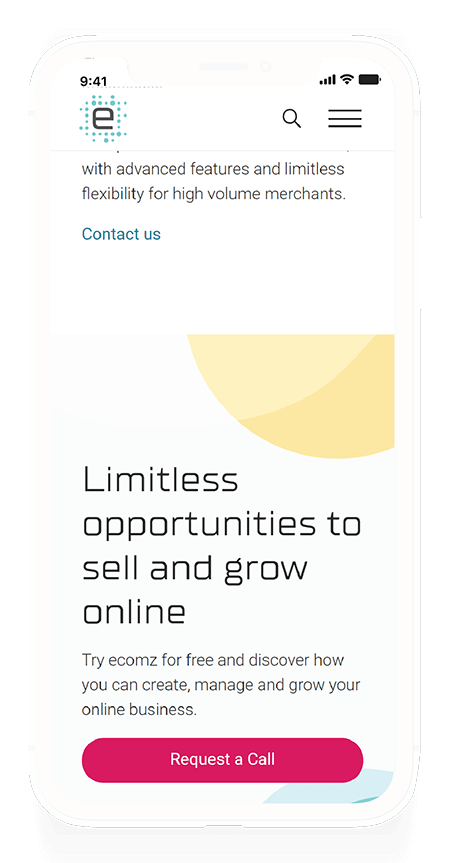 9:41
e
with advanced features and limitless
flexibility for high volume merchants.
Contact us
Limitless
opportunities to
sell and grow
online
Try ecomz for free and discover how
you can create, manage and grow your
online business.
Request a Call